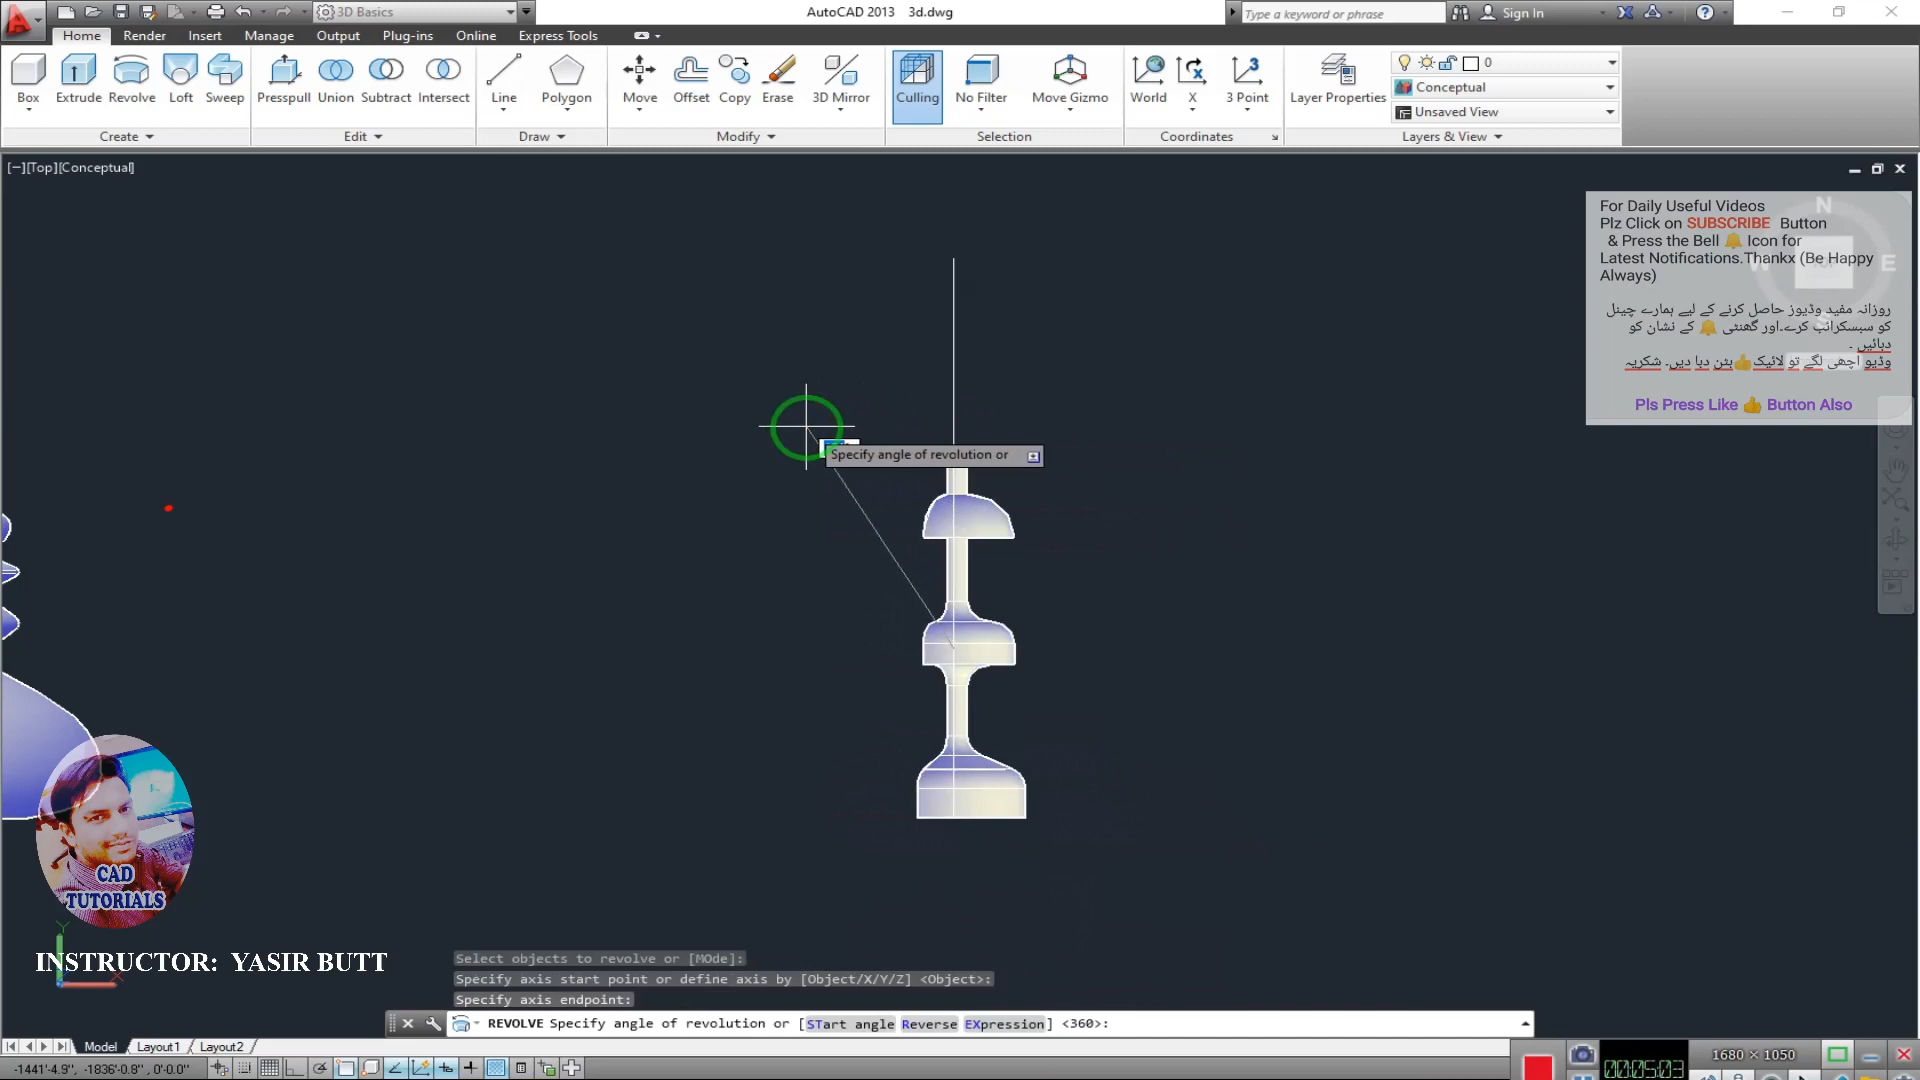 3D Basics
AutoCAD 2013 3d.dwg
Type a keyword or phrase
Sign In
Home Render Insert Manage Output Plug-ins Online Express Tools
Box Extrude Revolve Loft Sweep Presspull Union Subtract Intersect Line Polygon Move Offset Copy Erase 3D Mirror Culling No Filter Move Gizmo World X 3 Point Layer Properties
0
Conceptual
Unsaved View
Create Edit Draw Modify Selection Coordinates Layers & View
[−][Top][Conceptual]
For Daily Useful Videos
Plz Click on SUBSCRIBE Button
& Press the Bell 🔔 Icon for
Latest Notifications.Thankx (Be Happy
Always)
N
W
E
روزانہ مفید وڈیوز حاصل کرنے کے لیے ہمارے چینل
کو سبسکرائب کرے۔اور گھنٹی 🔔 کے نشان کو
دبائیں ۔
وڈیو اچھی لگے تو لائیک👍بٹن دبا دیں۔ شکریہ
Pls Press Like 👍 Button Also
Specify angle of revolution or
CAD
TUTORIALS
Y
X
INSTRUCTOR: YASIR BUTT
Select objects to revolve or [MOde]:
Specify axis start point or define axis by [Object/X/Y/Z] <Object>:
Specify axis endpoint:
REVOLVE Specify angle of revolution or [STart angle Reverse EXpression] <360>:
Model Layout1 Layout2
-1441'-4.9", -1836'-0.8" , 0'-0.0"
00:05:03
1680 × 1050